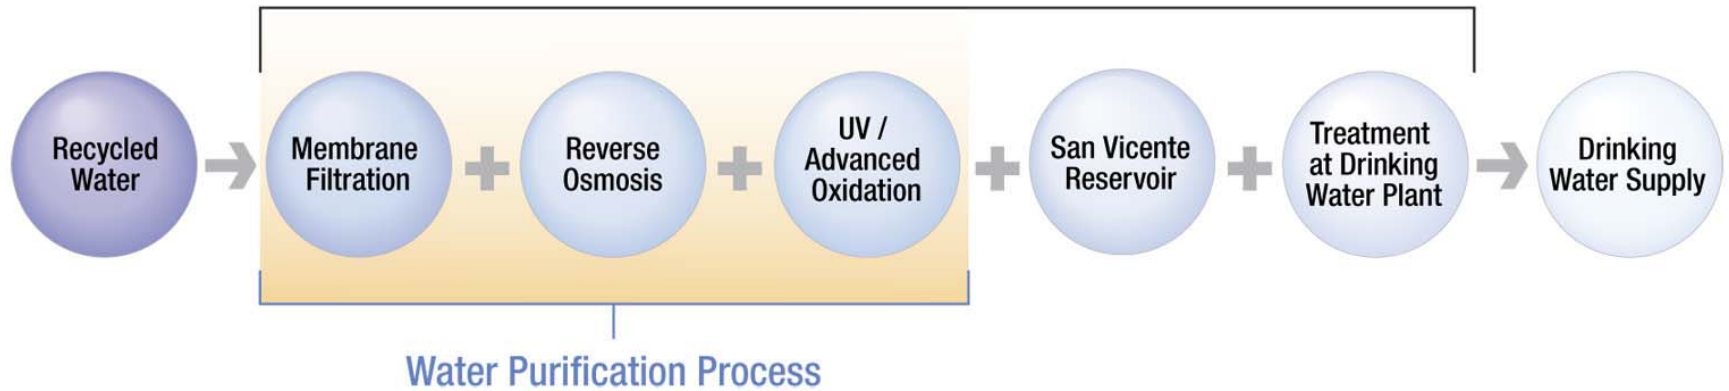 Recycled
Water
Membrane
Filtration
Reverse
Osmosis
UV /
Advanced
Oxidation
San Vicente
Reservoir
Treatment
at Drinking
Water Plant
Drinking
Water Supply
Water Purification Process